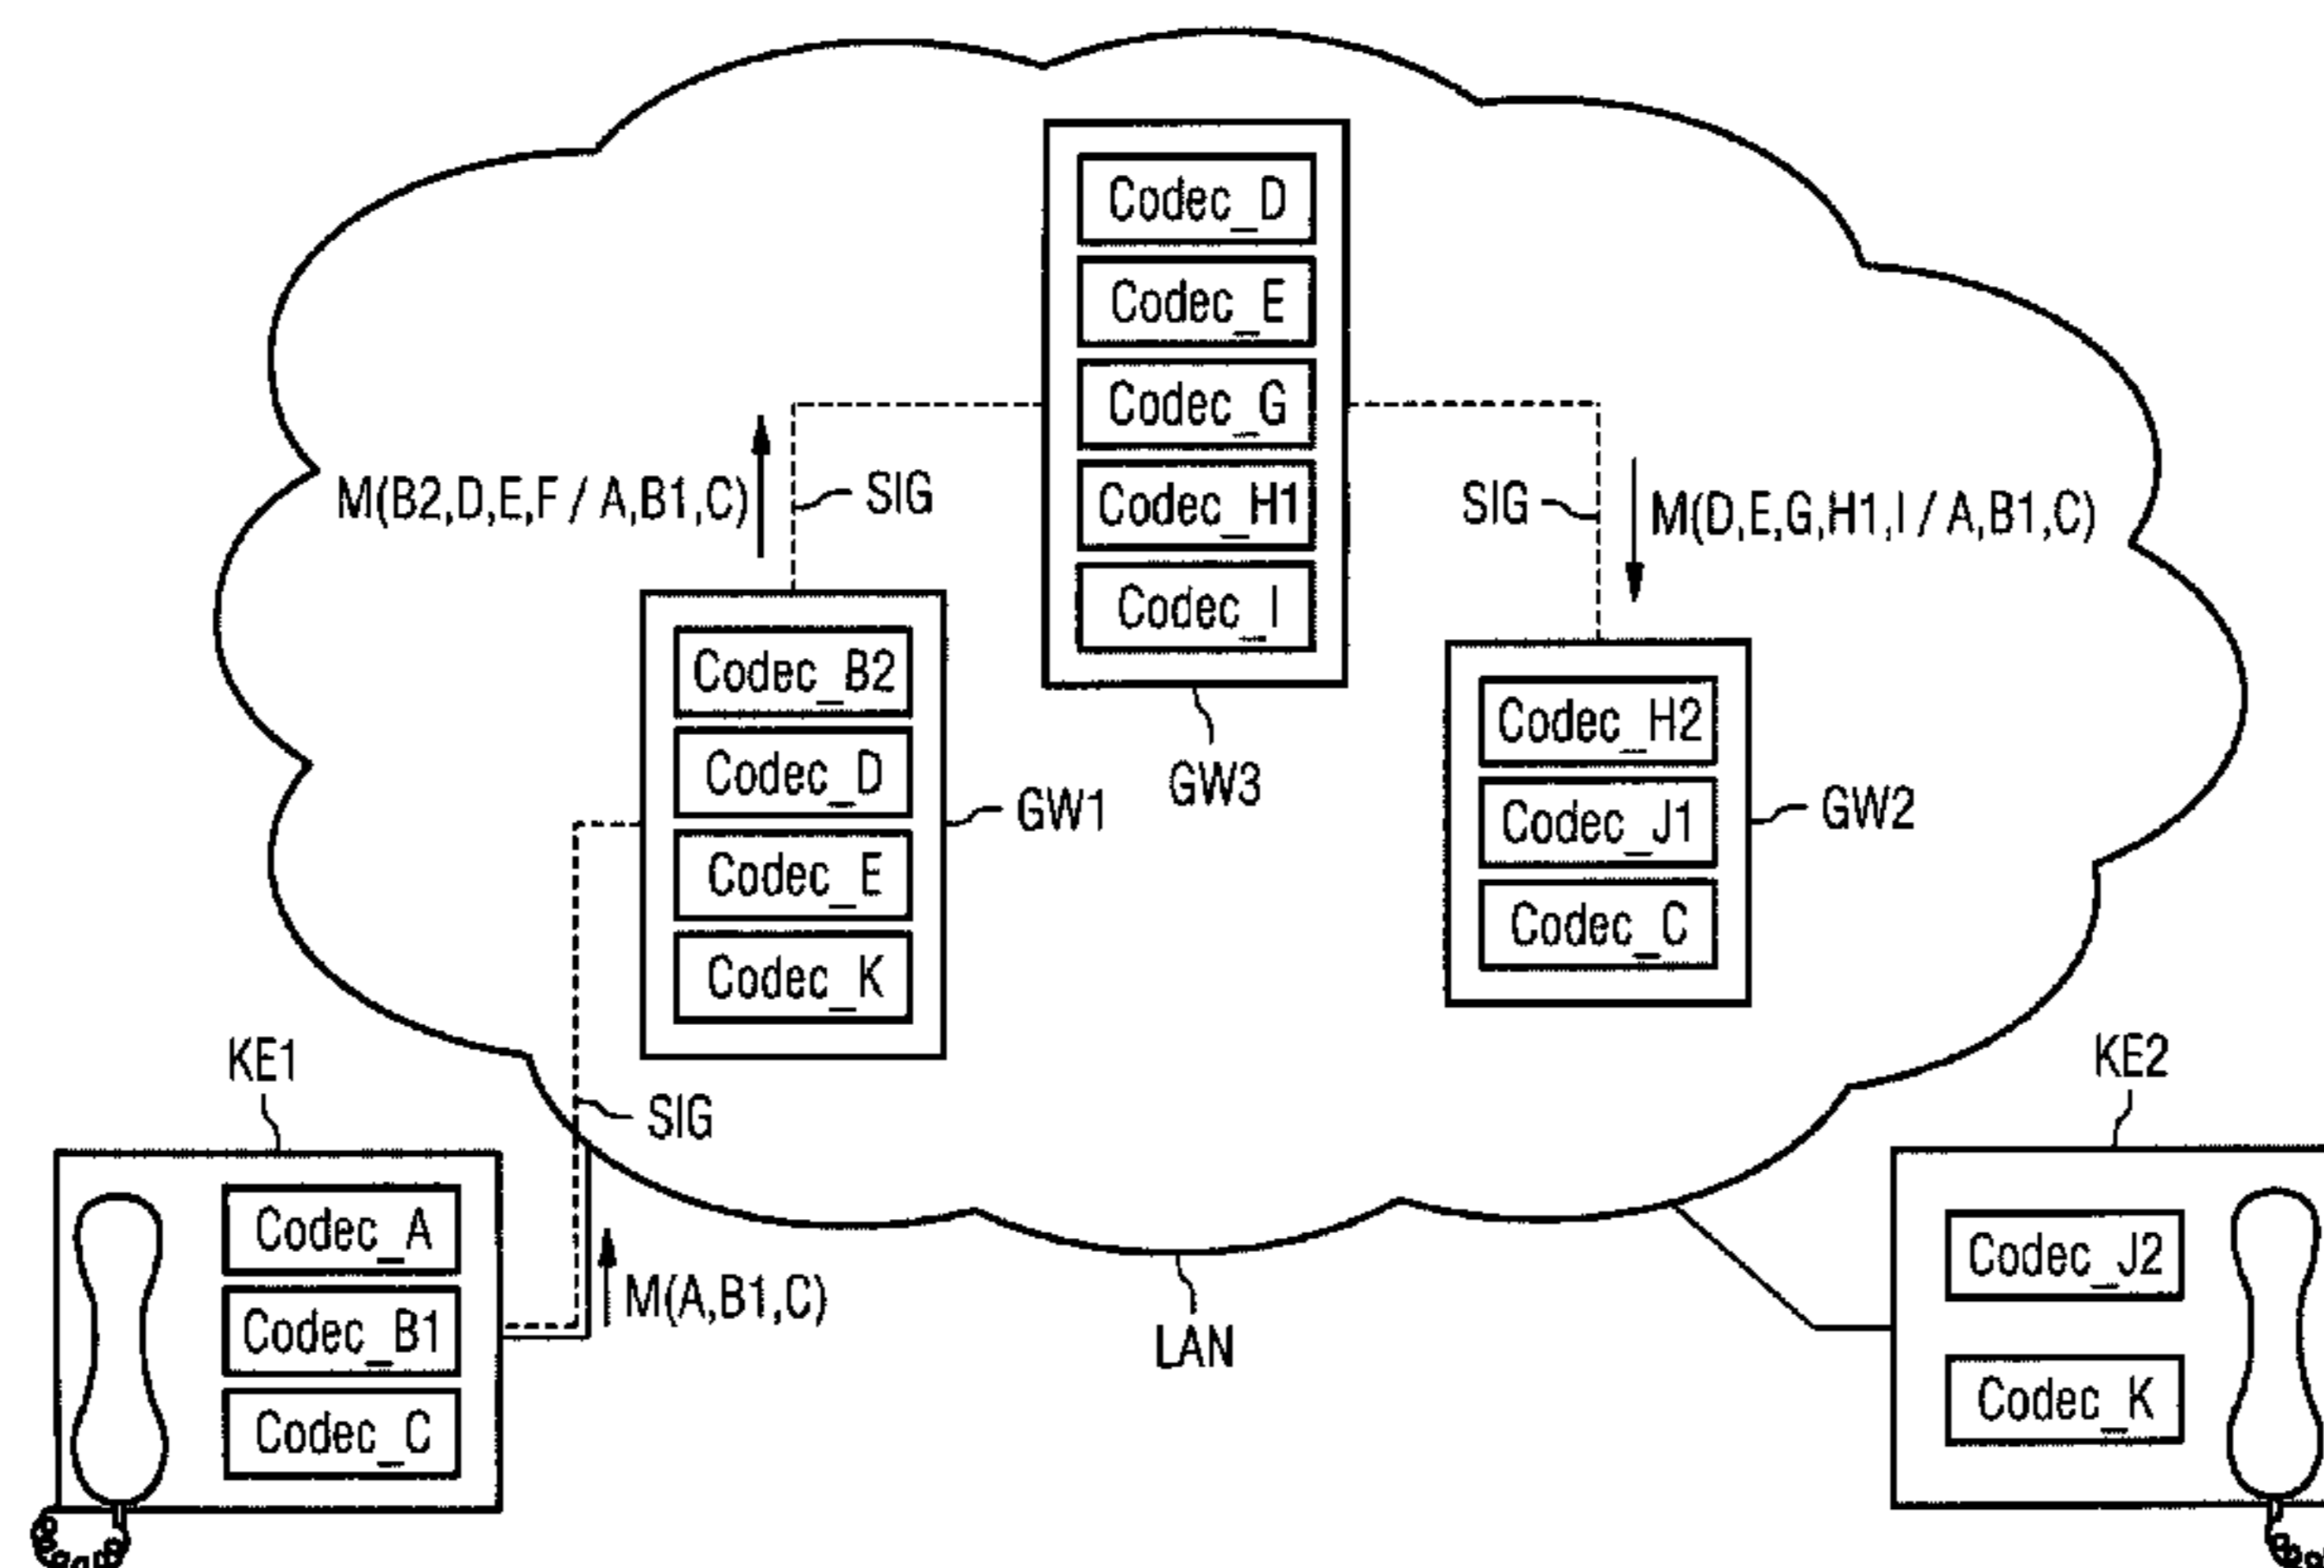 Codec_D
Codec_E
Codec_G
Codec_H1
Codec_I
GW3
M(B2,D,E,F / A,B1,C)
SIG
SIG
M(D,E,G,H1,I / A,B1,C)
Codec_B2
Codec_D
Codec_E
Codec_K
GW1
Codec_H2
Codec_J1
Codec_C
GW2
KE1
SIG
KE2
Codec_A
Codec_B1
Codec_C
M(A,B1,C)
LAN
Codec_J2
Codec_K